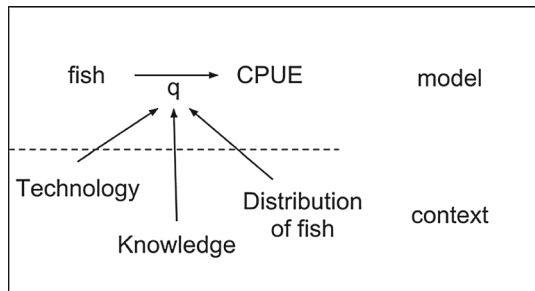 fish CPUE model
q
Technology
Distribution
of fish
context
Knowledge